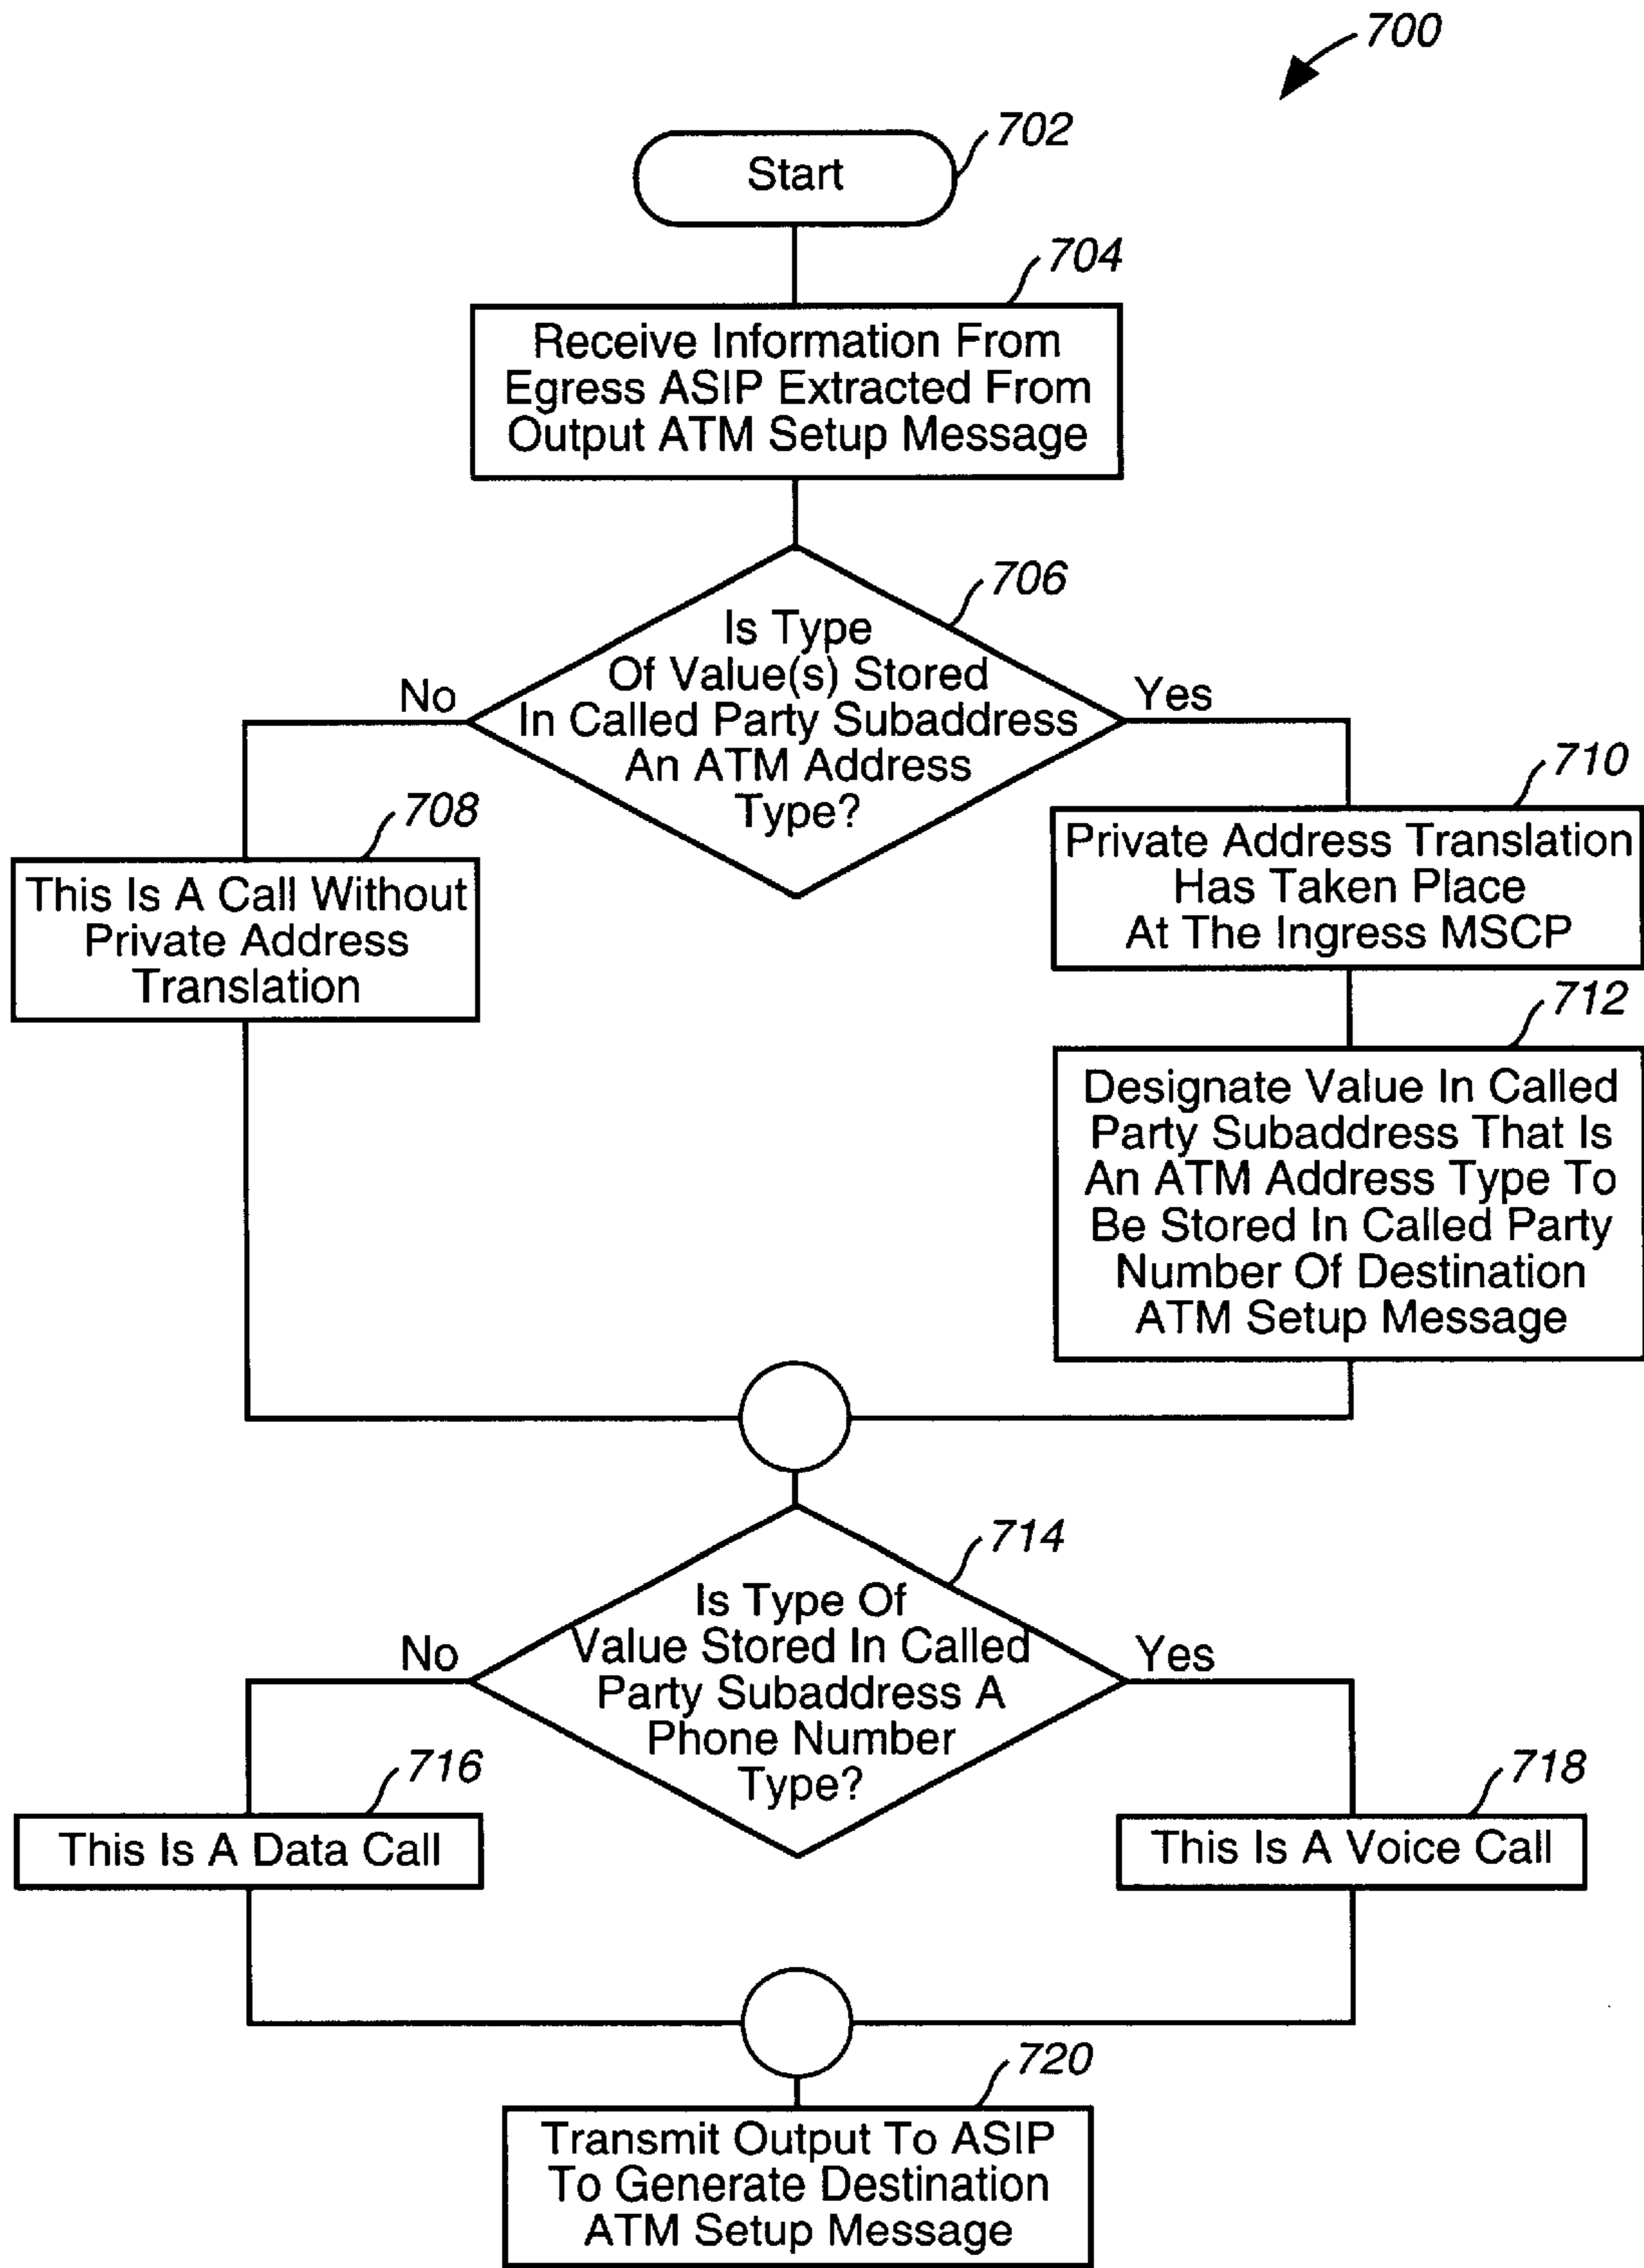 700
702
Start
704
Receive Information From
Egress ASIP Extracted From
Output ATM Setup Message
706
Is Type
Of Value(s) Stored
In Called Party Subaddress
An ATM Address
Type?
No
Yes
708
This Is A Call Without
Private Address
Translation
710
Private Address Translation
Has Taken Place
At The Ingress MSCP
712
Designate Value In Called
Party Subaddress That Is
An ATM Address Type To
Be Stored In Called Party
Number Of Destination
ATM Setup Message
714
Is Type Of
Value Stored In Called
Party Subaddress A
Phone Number
Type?
No
Yes
716
This Is A Data Call
718
This Is A Voice Call
720
Transmit Output To ASIP
To Generate Destination
ATM Setup Message